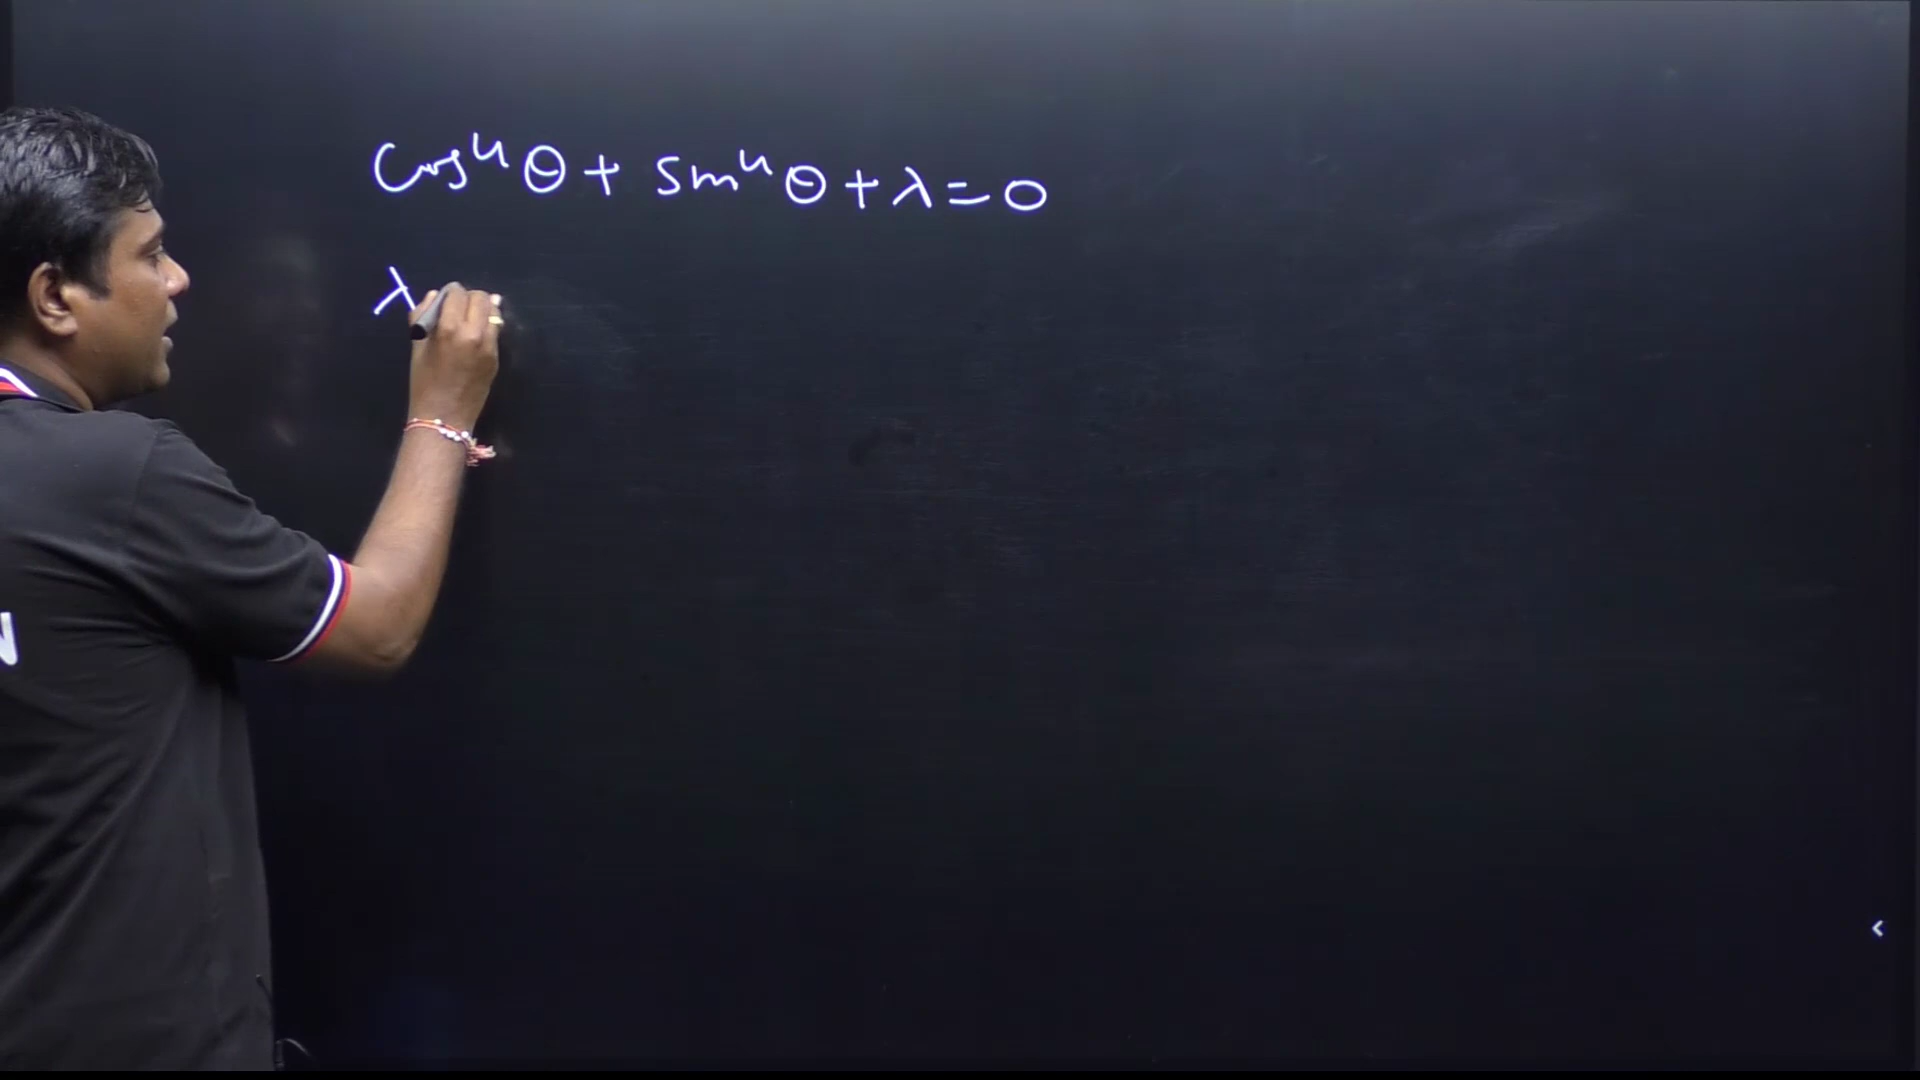 Cos⁴θ + Sin⁴θ + λ = 0
λ
N
<